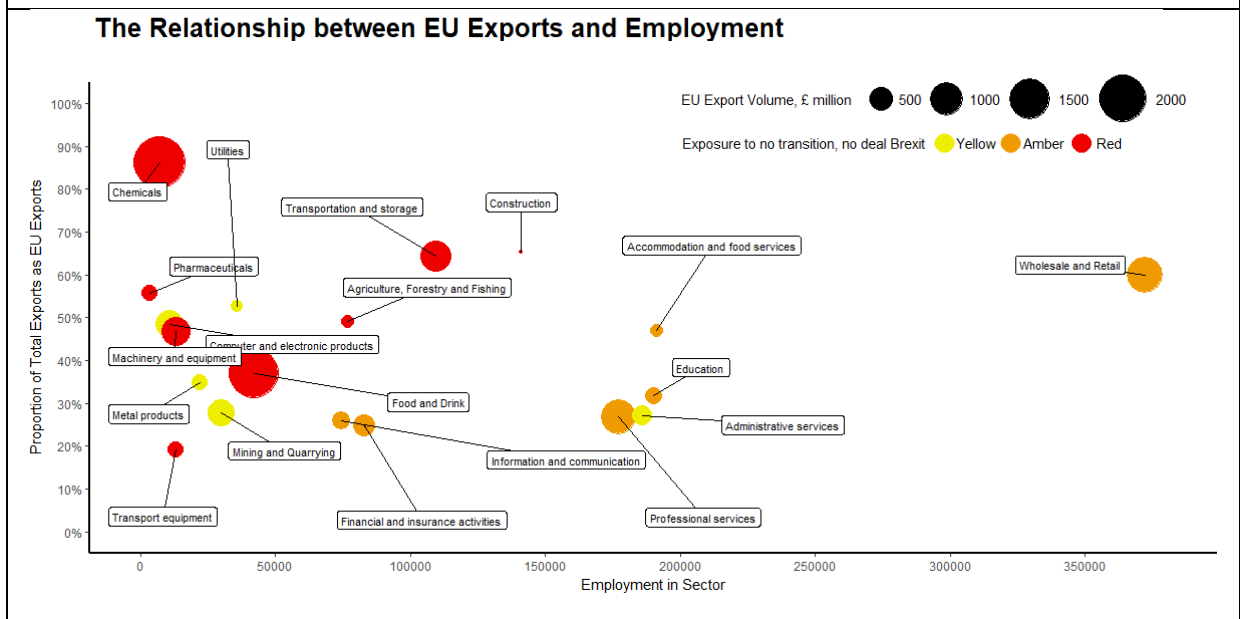 The Relationship between EU Exports and Employment
EU Export Volume, £ million 500 1000 1500 2000
Exposure to no transition, no deal Brexit Yellow Amber Red
Proportion of Total Exports as EU Exports
100%
90%
80%
70%
60%
50%
40%
30%
20%
10%
0%
Utilities
Chemicals
Transportation and storage
Construction
Accommodation and food services
Wholesale and Retail
Pharmaceuticals
Agriculture, Forestry and Fishing
Computer and electronic products
Machinery and equipment
Education
Food and Drink
Metal products
Administrative services
Mining and Quarrying
Information and communication
Transport equipment
Financial and insurance activities
Professional services
0 50000 100000 150000 200000 250000 300000 350000
Employment in Sector